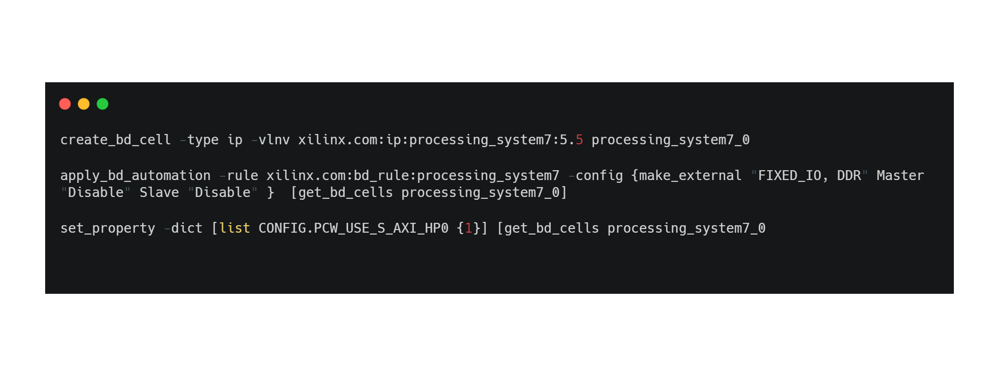 create_bd_cell -type ip -vlnv xilinx.com:ip:processing_system7:5.5 processing_system7_0
apply_bd_automation -rule xilinx.com:bd_rule:processing_system7 -config {make_external "FIXED_IO, DDR" Master
"Disable" Slave "Disable" }  [get_bd_cells processing_system7_0]
set_property -dict [list CONFIG.PCW_USE_S_AXI_HP0 {1}] [get_bd_cells processing_system7_0